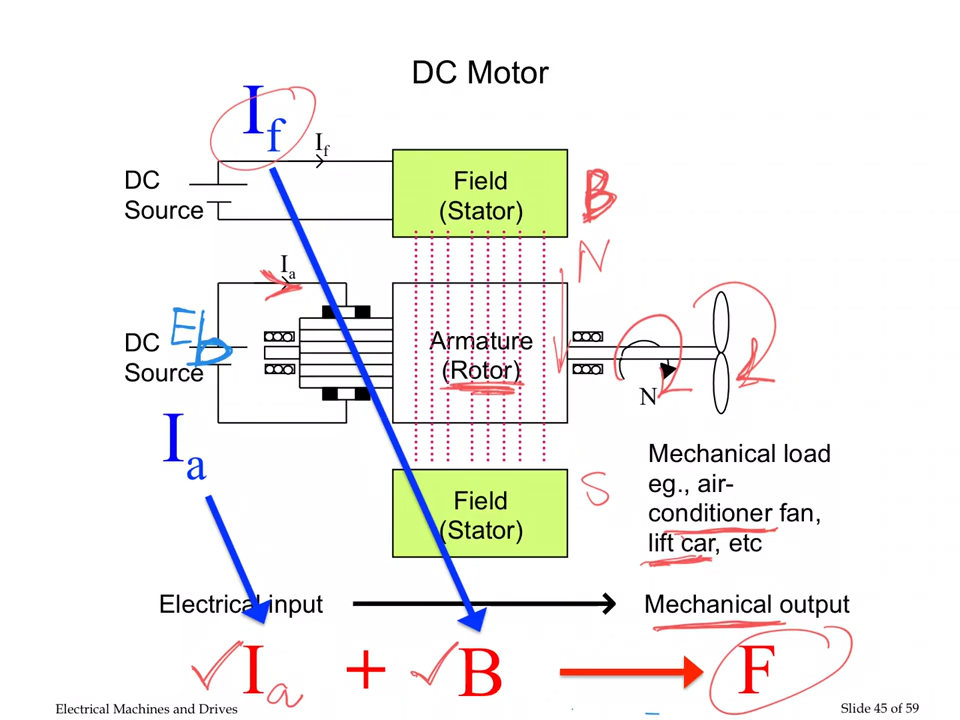 DC Motor
If
If
DC
Source
Field
(Stator)
B
N
Ia
DC
Source
Eb
Armature
(Rotor)
N
Ia
Mechanical load
eg., air-
conditioner fan,
lift car, etc
Field
(Stator)
S
Electrical input
Mechanical output
Ia + B F
Electrical Machines and Drives
Slide 45 of 59